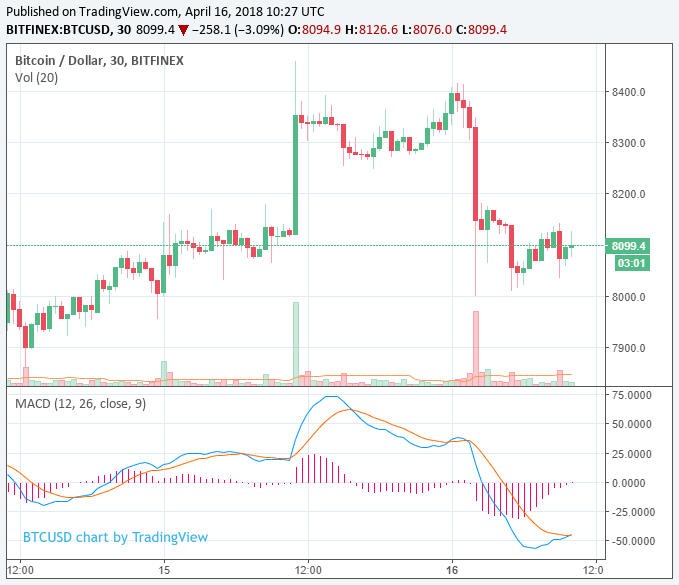 Published on TradingView.com, April 16, 2018 10:27 UTC
BITFINEX:BTCUSD, 30 8099.4 ▼ −258.1 (−3.09%) O:8094.9 H:8126.6 L:8076.0 C:8099.4
Bitcoin / Dollar, 30, BITFINEX
Vol (20)
8400.0
8300.0
8200.0
8099.4
03:01
8000.0
7900.0
MACD (12, 26, close, 9)
75.0000
50.0000
25.0000
0.0000
-25.0000
-50.0000
BTCUSD chart by TradingView
12:00 15 12:00 16 12:0